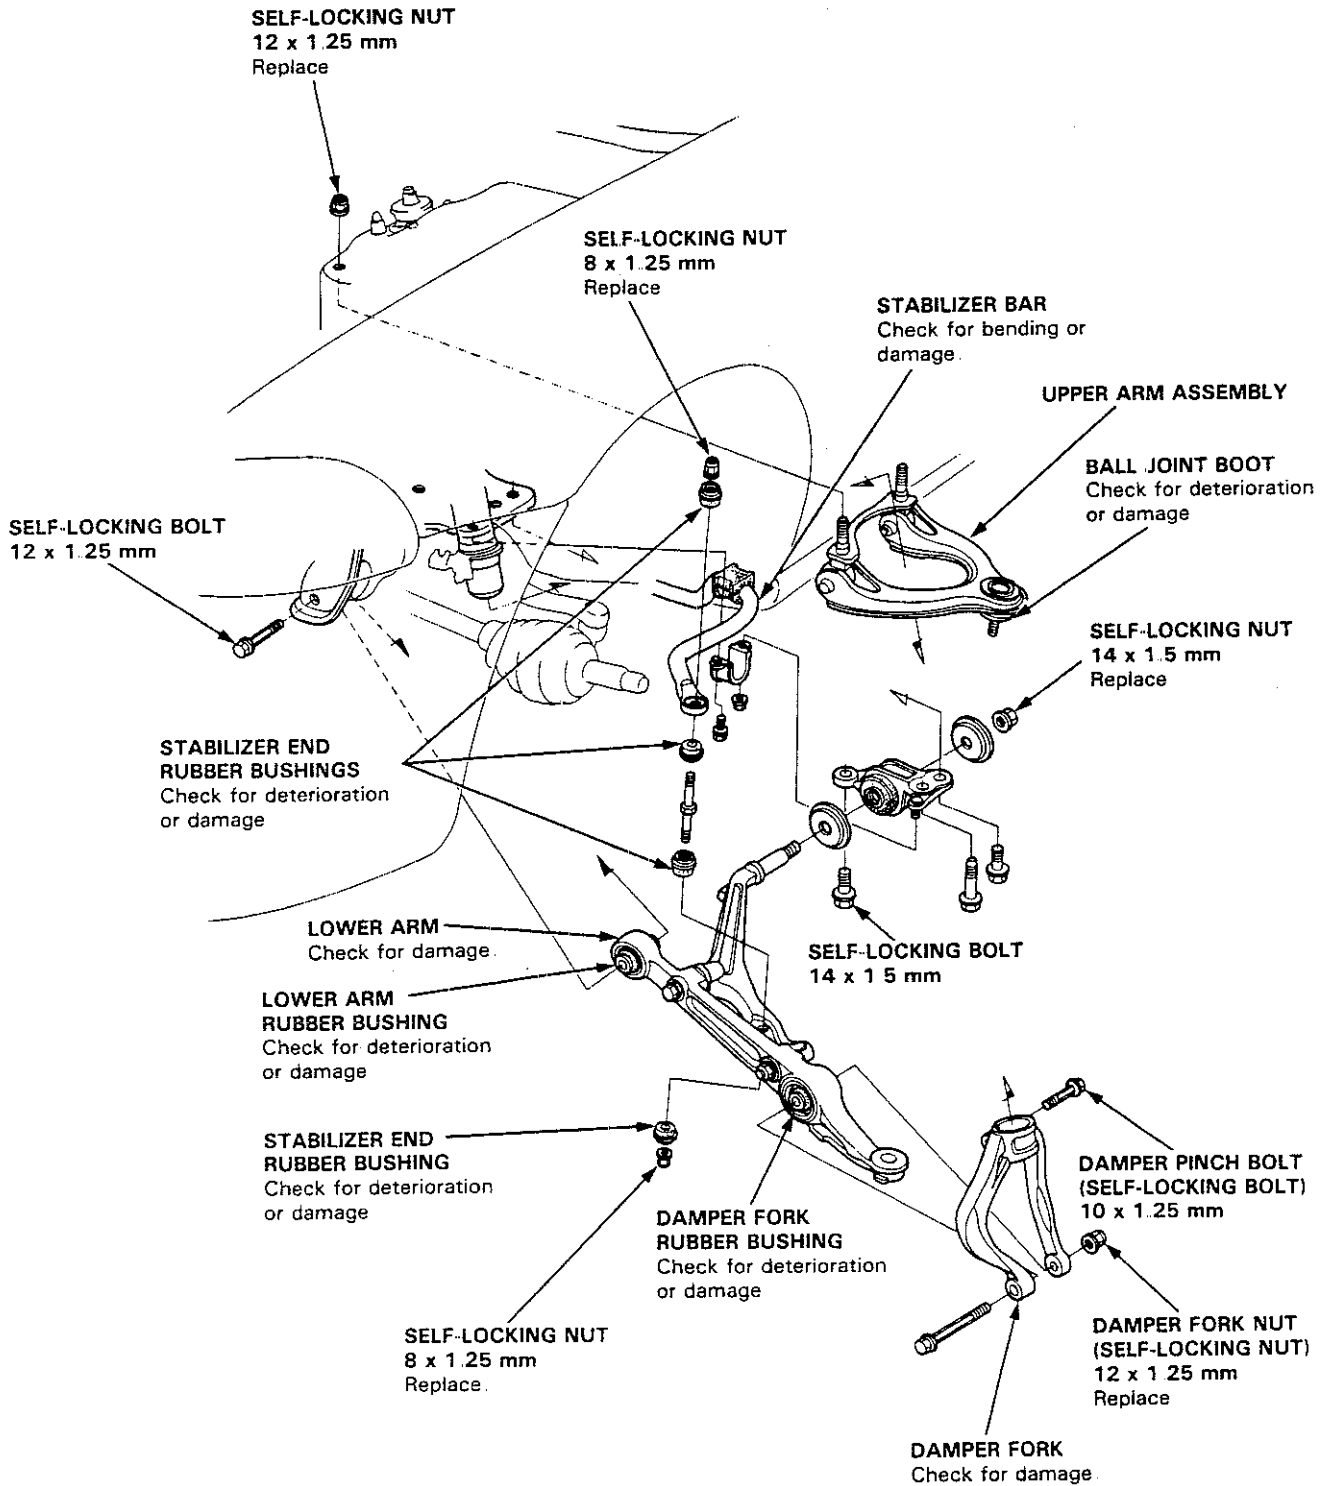 SELF-LOCKING NUT
12 x 1.25 mm
Replace
SELF-LOCKING NUT
8 x 1.25 mm
Replace
STABILIZER BAR
Check for bending or
damage.
UPPER ARM ASSEMBLY
BALL JOINT BOOT
Check for deterioration
or damage
SELF-LOCKING BOLT
12 x 1.25 mm
SELF-LOCKING NUT
14 x 1.5 mm
Replace
STABILIZER END
RUBBER BUSHINGS
Check for deterioration
or damage
LOWER ARM
Check for damage.
SELF-LOCKING BOLT
14 x 1 5 mm
LOWER ARM
RUBBER BUSHING
Check for deterioration
or damage
STABILIZER END
RUBBER BUSHING
Check for deterioration
or damage
DAMPER PINCH BOLT
(SELF-LOCKING BOLT)
10 x 1.25 mm
DAMPER FORK
RUBBER BUSHING
Check for deterioration
or damage
SELF-LOCKING NUT
8 x 1.25 mm
Replace.
DAMPER FORK NUT
(SELF-LOCKING NUT)
12 x 1.25 mm
Replace
DAMPER FORK
Check for damage.